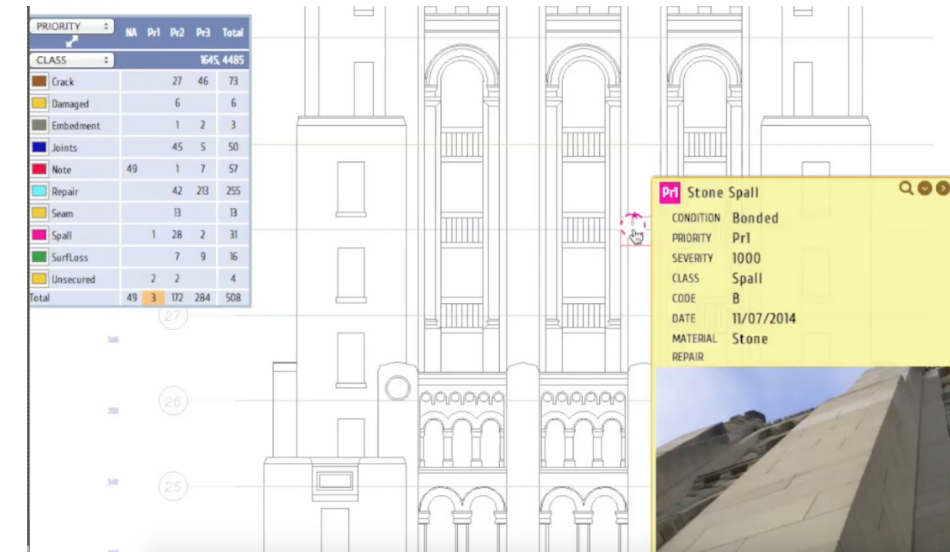 PRIORITY NA Pr1 Pr2 Pr3 Total
CLASS 1645, 4485
Crack 27 46 73
Damaged 6 6
Embedment 1 2 3
Joints 45 5 50
Note 49 1 7 57
Repair 42 213 255
Seam 13 13
Spall 1 28 2 31
SurfLoss 7 9 16
Unsecured 2 2 4
Total 49 3 172 284 508
27
26
25
Pr1 Stone Spall
CONDITION Bonded
PRIORITY Pr1
SEVERITY 1000
CLASS Spall
CODE B
DATE 11/07/2014
MATERIAL Stone
REPAIR